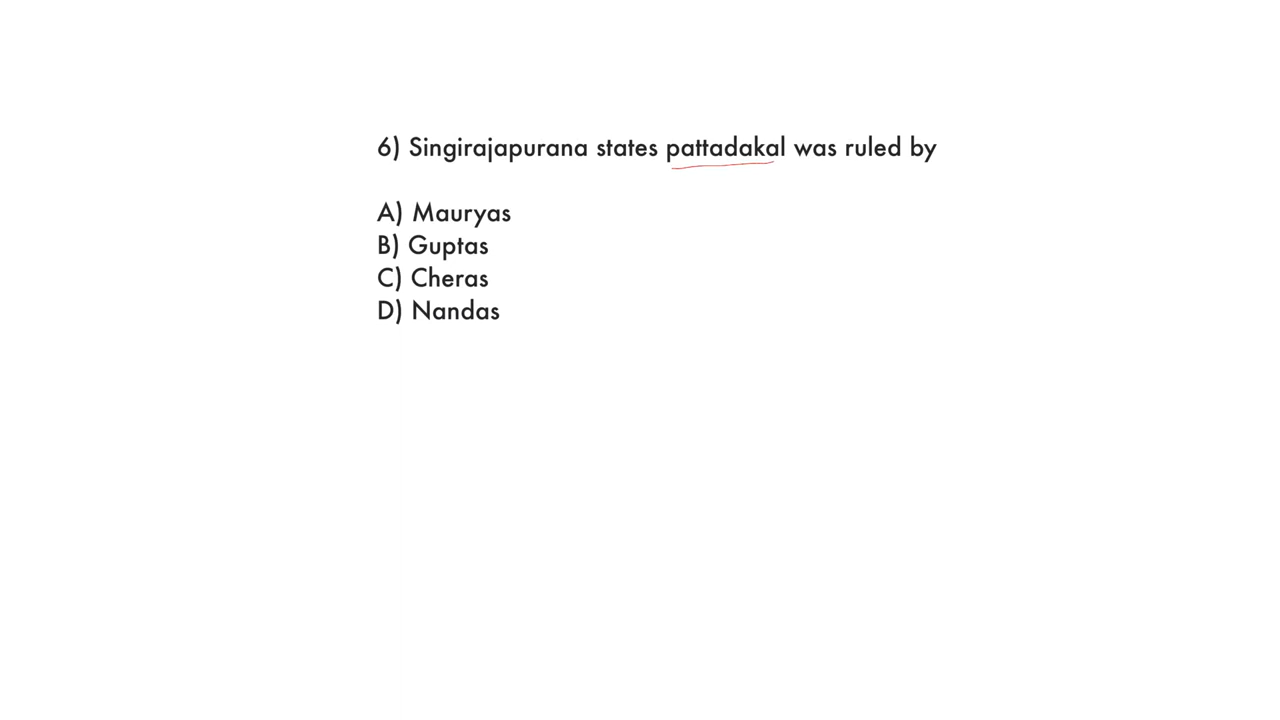 6) Singirajapurana states pattadakal was ruled by
A) Mauryas
B) Guptas
C) Cheras
D) Nandas